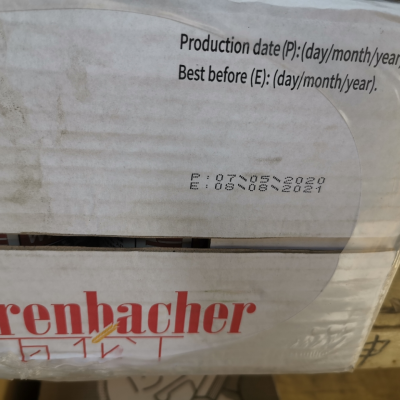 Production date (P):(day/month/year
Best before (E): (day/month/year).
P:07\05\2020
E:08\08\2021
renbacher